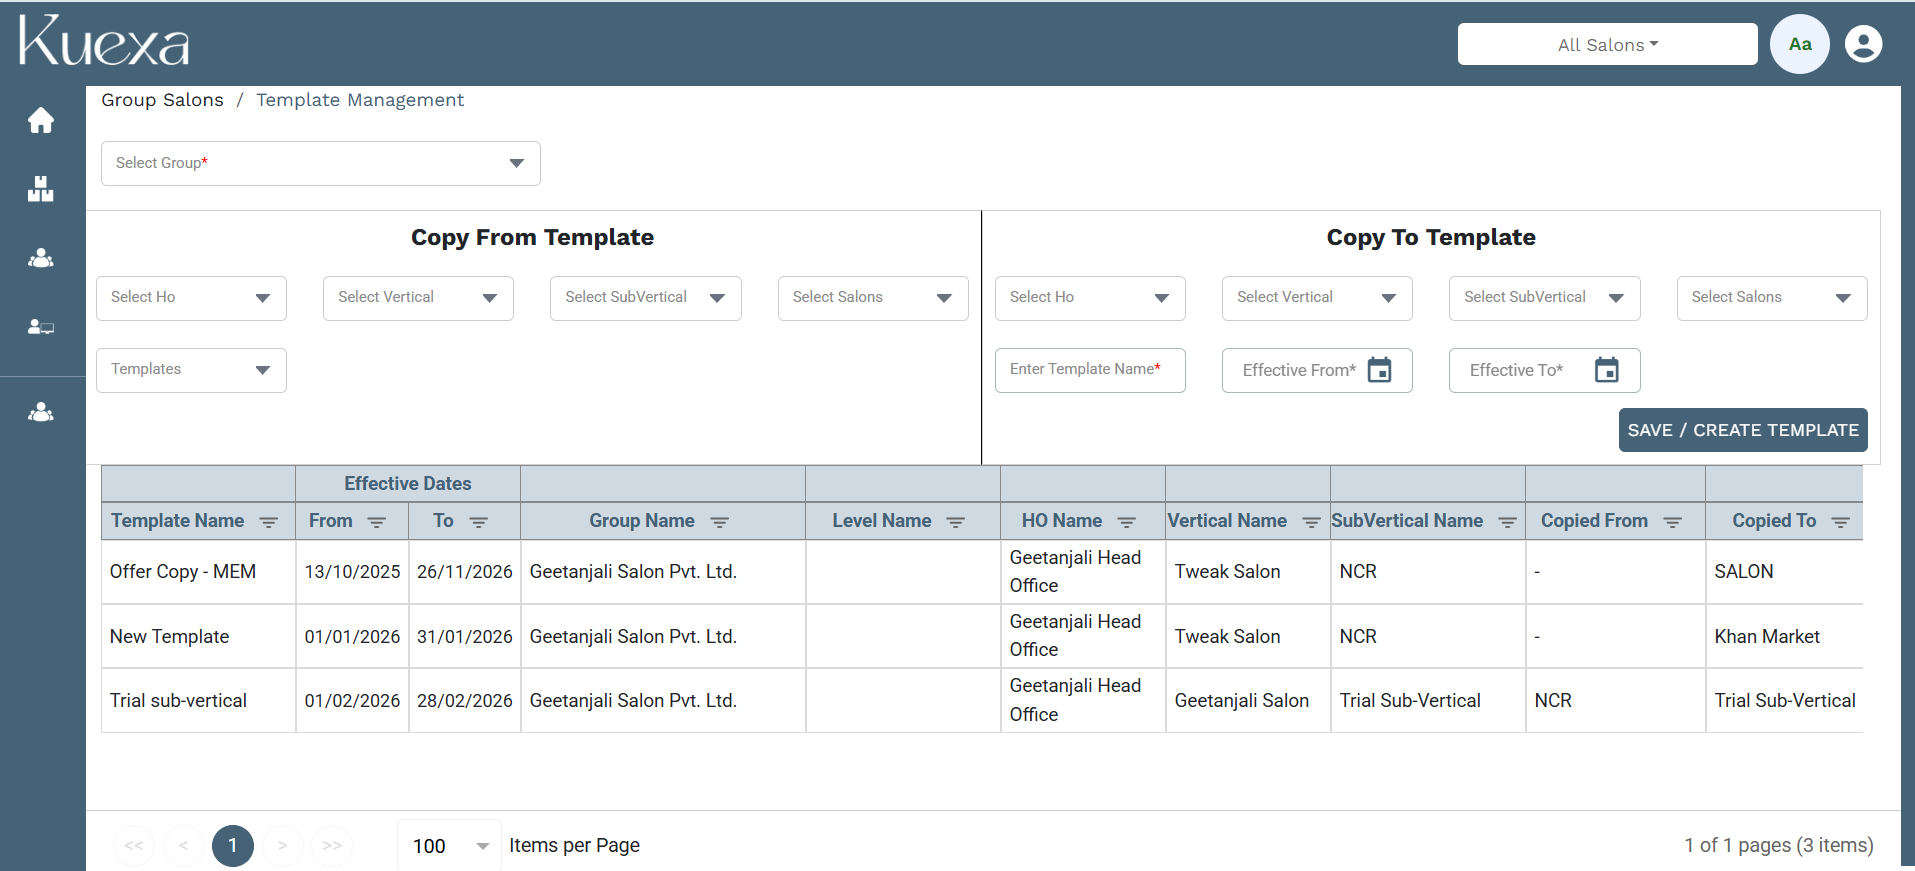 Kuexa
All Salons
Aa
Group Salons / Template Management
Select Group*
Copy From Template
Copy To Template
Select Ho
Select Vertical
Select SubVertical
Select Salons
Select Ho
Select Vertical
Select SubVertical
Select Salons
Templates
Enter Template Name*
Effective From*
Effective To*
SAVE / CREATE TEMPLATE
Effective Dates
Template Name From To Group Name Level Name HO Name Vertical Name SubVertical Name Copied From Copied To
Offer Copy - MEM 13/10/2025 26/11/2026 Geetanjali Salon Pvt. Ltd. Geetanjali Head Office Tweak Salon NCR - SALON
New Template 01/01/2026 31/01/2026 Geetanjali Salon Pvt. Ltd. Geetanjali Head Office Tweak Salon NCR - Khan Market
Trial sub-vertical 01/02/2026 28/02/2026 Geetanjali Salon Pvt. Ltd. Geetanjali Head Office Geetanjali Salon Trial Sub-Vertical NCR Trial Sub-Vertical
<< < 1 > >> 100 Items per Page 1 of 1 pages (3 items)